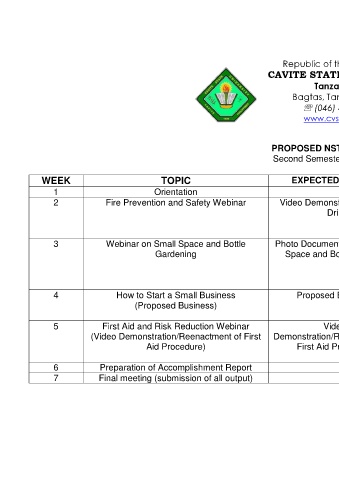 Republic of th
CAVITE STATE
Tanza
Bagtas, Tan
☏ (046)
www.cvs
PROPOSED NST
Second Semeste
WEEK TOPIC EXPECTED
1 Orientation
2 Fire Prevention and Safety Webinar Video Demonst
Dri
3 Webinar on Small Space and Bottle Photo Document
Gardening Space and Bo
4 How to Start a Small Business Proposed B
(Proposed Business)
5 First Aid and Risk Reduction Webinar Vide
(Video Demonstration/Reenactment of First Demonstration/R
Aid Procedure) First Aid Pr
6 Preparation of Accomplishment Report
7 Final meeting (submission of all output)